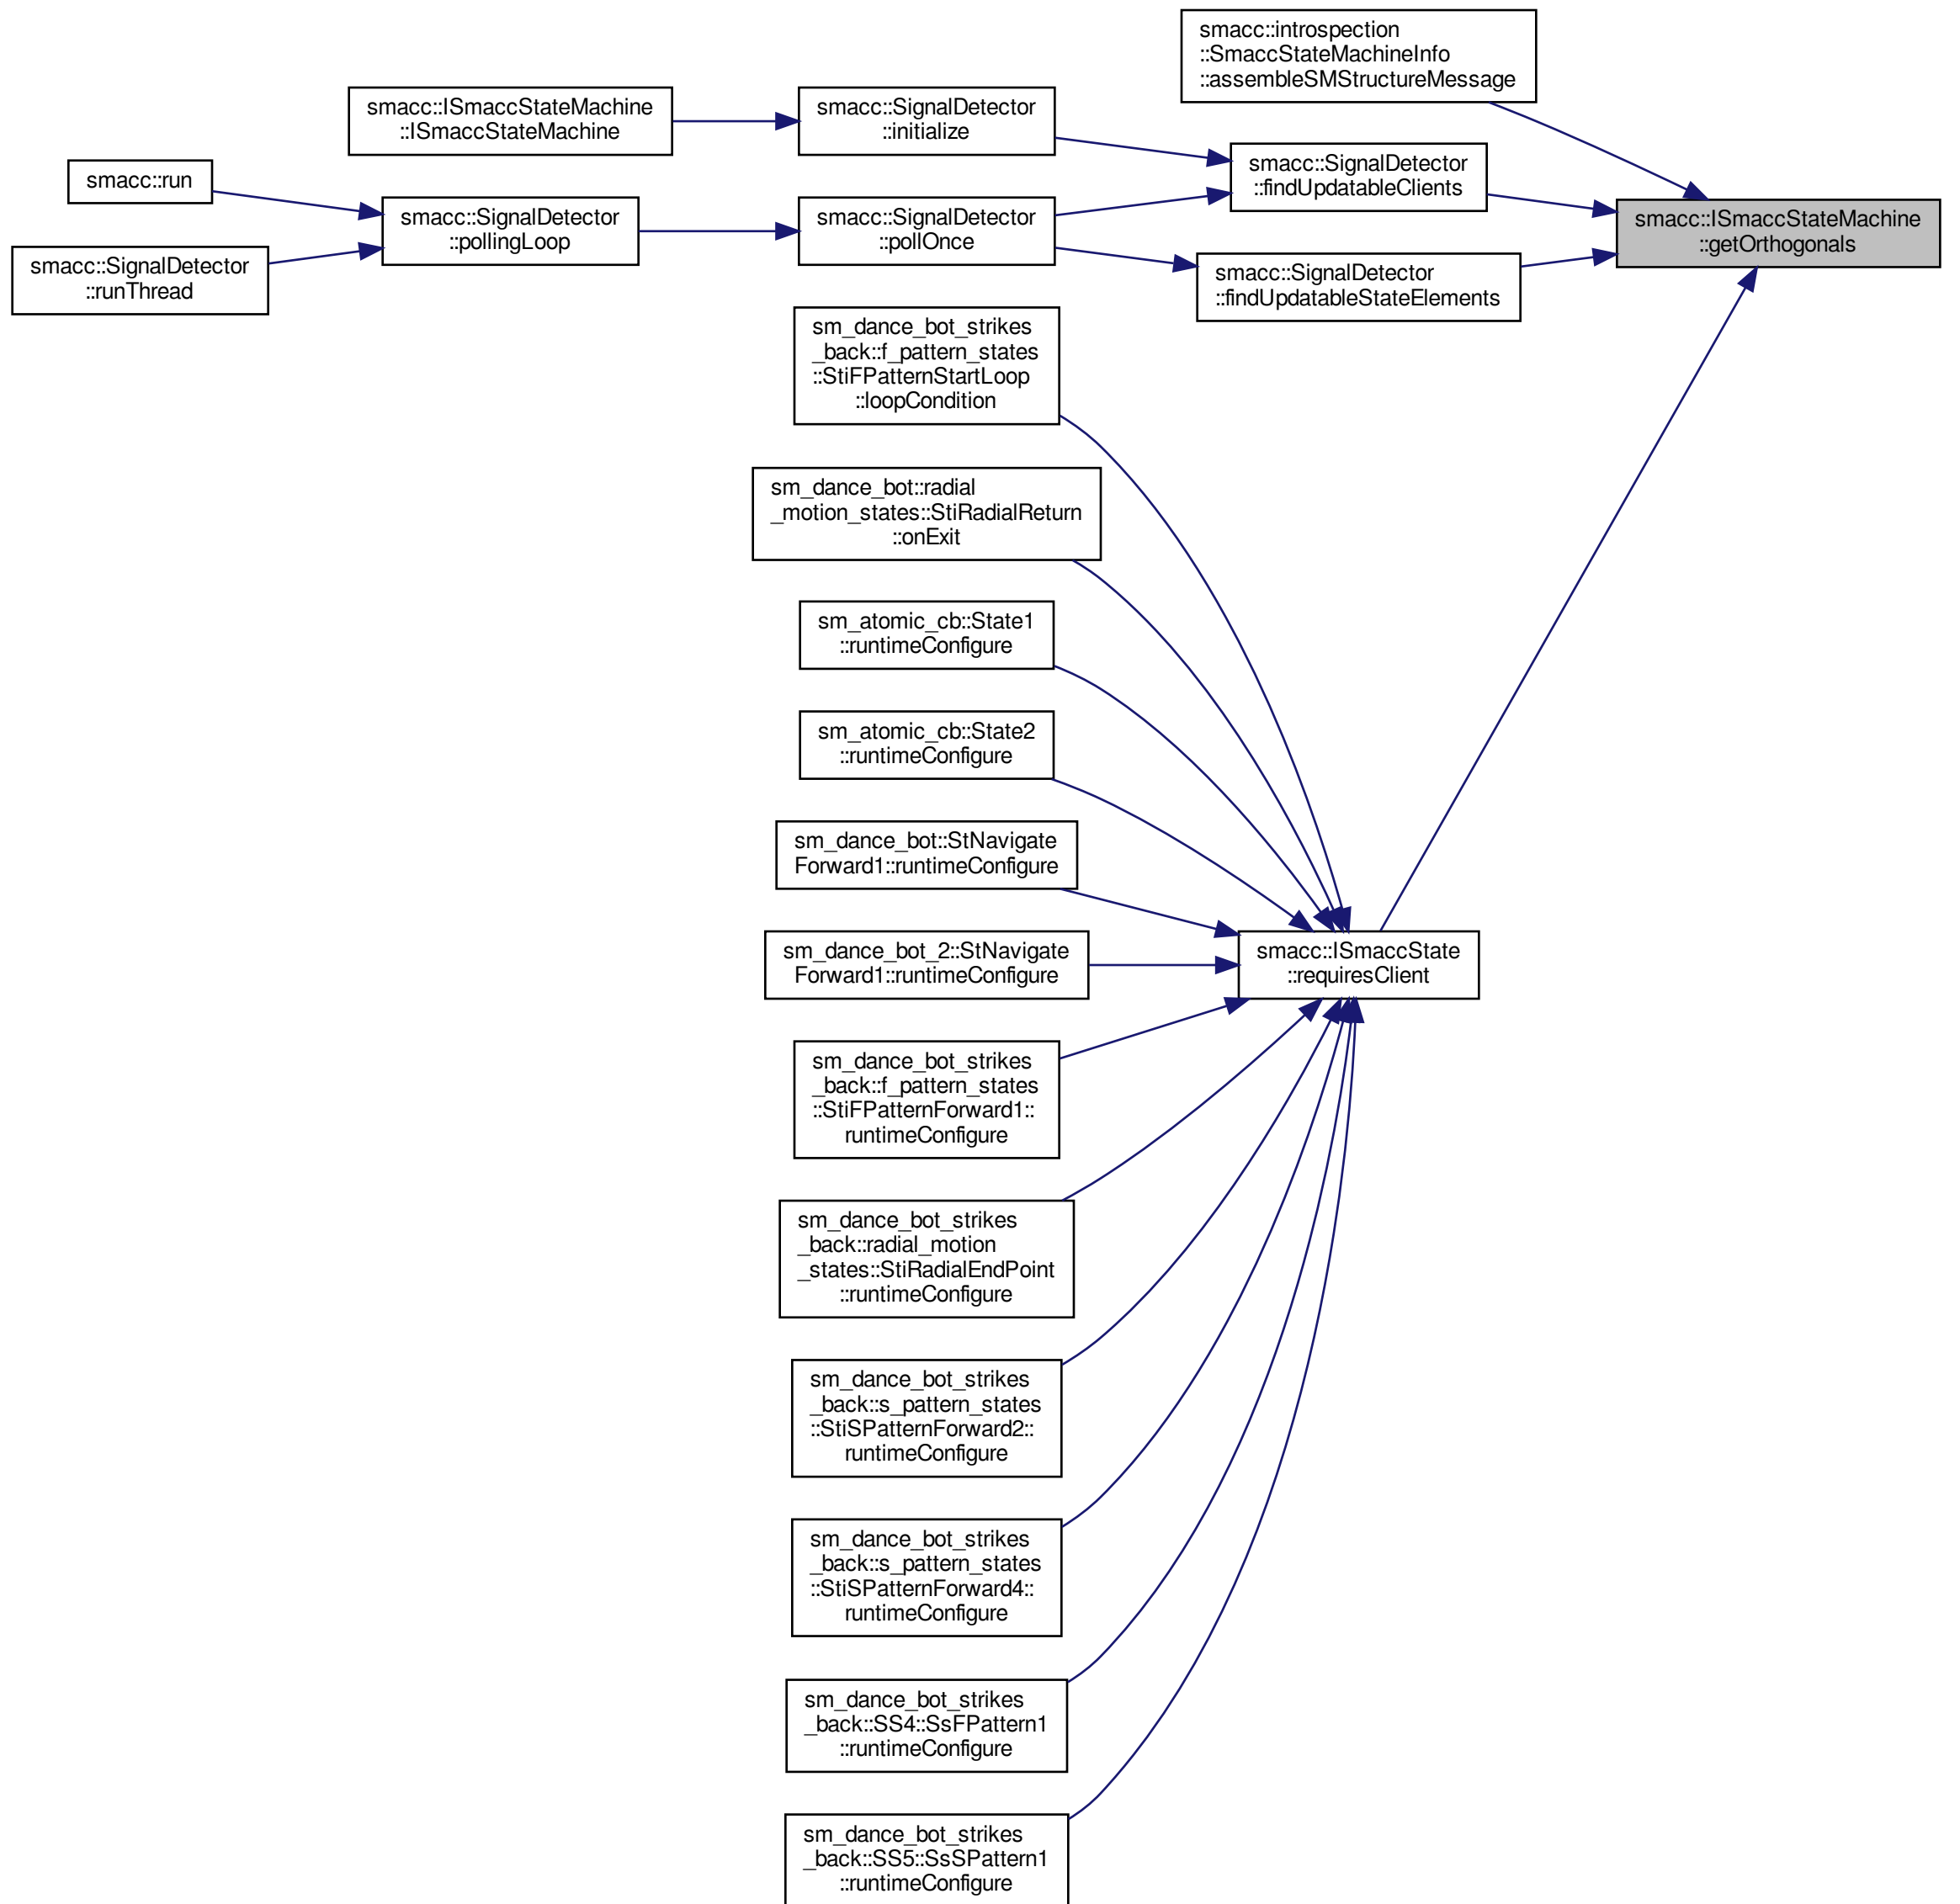 smacc::introspection
::SmaccStateMachineInfo
::assembleSMStructureMessage
smacc::ISmaccStateMachine
::ISmaccStateMachine
smacc::SignalDetector
::initialize
smacc::SignalDetector
::findUpdatableClients
smacc::run
smacc::SignalDetector
::pollingLoop
smacc::SignalDetector
::pollOnce
smacc::ISmaccStateMachine
::getOrthogonals
smacc::SignalDetector
::runThread
smacc::SignalDetector
::findUpdatableStateElements
sm_dance_bot_strikes
_back::f_pattern_states
::StiFPatternStartLoop
::loopCondition
sm_dance_bot::radial
_motion_states::StiRadialReturn
::onExit
sm_atomic_cb::State1
::runtimeConfigure
sm_atomic_cb::State2
::runtimeConfigure
sm_dance_bot::StNavigate
Forward1::runtimeConfigure
sm_dance_bot_2::StNavigate
Forward1::runtimeConfigure
smacc::ISmaccState
::requiresClient
sm_dance_bot_strikes
_back::f_pattern_states
::StiFPatternForward1::
runtimeConfigure
sm_dance_bot_strikes
_back::radial_motion
_states::StiRadialEndPoint
::runtimeConfigure
sm_dance_bot_strikes
_back::s_pattern_states
::StiSPatternForward2::
runtimeConfigure
sm_dance_bot_strikes
_back::s_pattern_states
::StiSPatternForward4::
runtimeConfigure
sm_dance_bot_strikes
_back::SS4::SsFPattern1
::runtimeConfigure
sm_dance_bot_strikes
_back::SS5::SsSPattern1
::runtimeConfigure